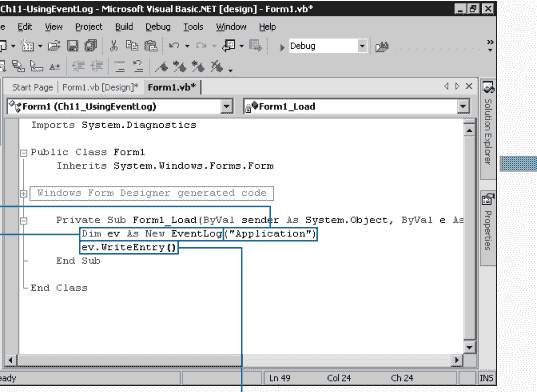 Ch11-UsingEventLog) - Microsoft Visual Basic.NET [design] - Form1.vb*
e Edit View Project Build Debug Tools Window Help
Debug
Start Page Form1.vb [Design]* Form1.vb*
Form1 (Ch11_UsingEventLog) Form1_Load
Imports System.Diagnostics
Public Class Form1
Inherits System.Windows.Forms.Form
Windows Form Designer generated code
Private Sub Form1_Load(ByVal sender As System.Object, ByVal e As
Dim ev As New EventLog("Application")
ev.WriteEntry()
End Sub
End Class
Solution Explorer
Properties
eady Ln 49 Col 24 Ch 24 INS